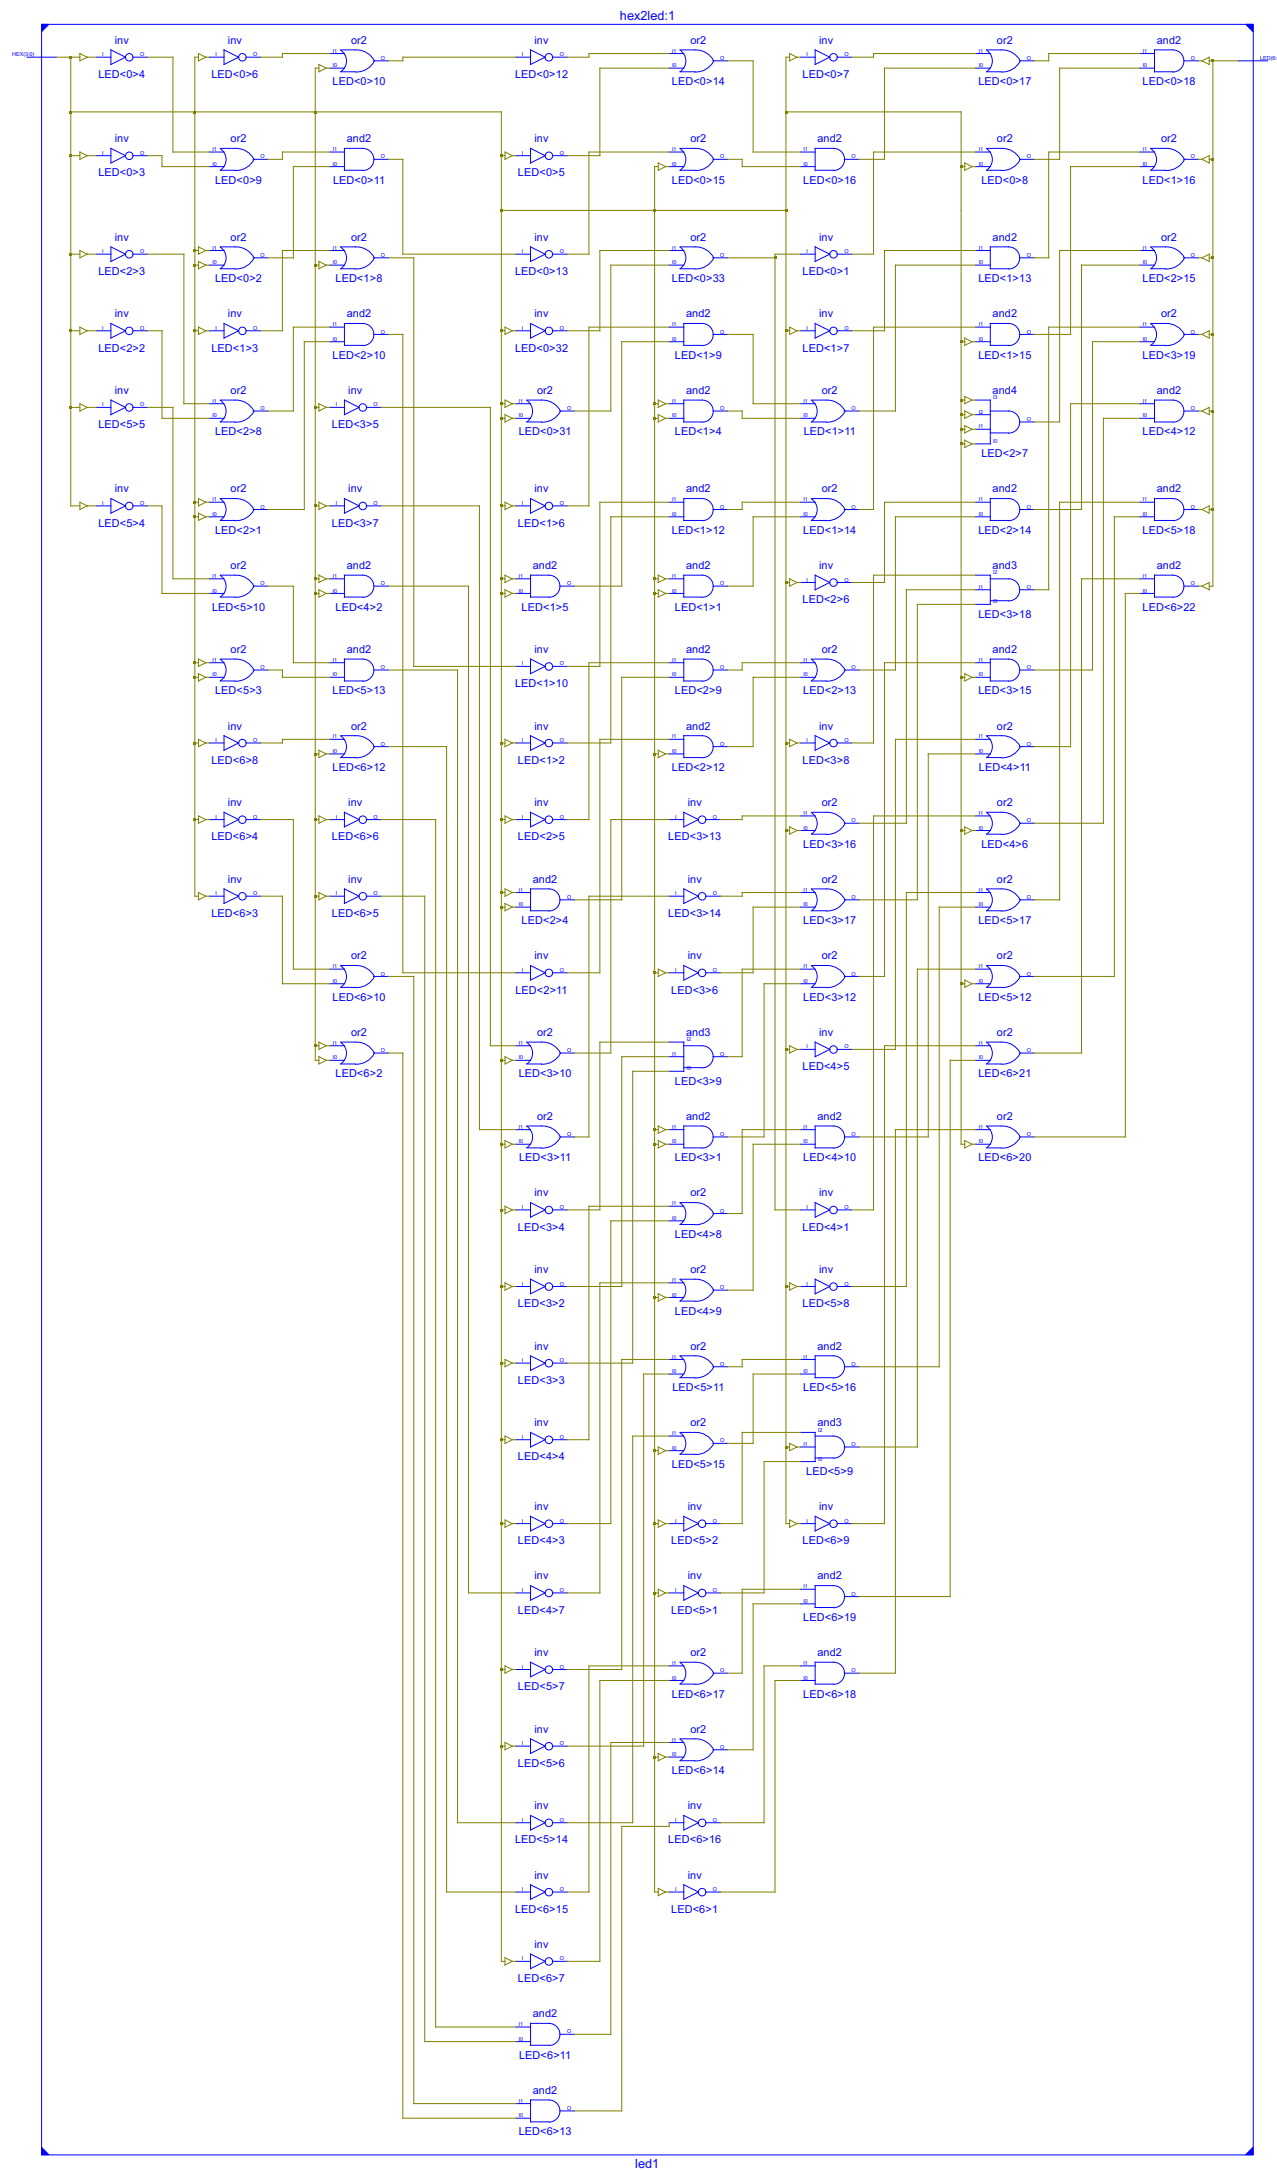 hex2led:1
HEX(3:0)
inv inv or2 inv or2 inv or2 and2
LED<0>4 LED<0>6 LED<0>10 LED<0>12 LED<0>14 LED<0>7 LED<0>17 LED<0>18
inv or2 and2 inv or2 and2 or2 or2
LED<0>3 LED<0>9 LED<0>11 LED<0>5 LED<0>15 LED<0>16 LED<0>8 LED<1>16
inv or2 or2 inv or2 inv and2 or2
LED<2>3 LED<0>2 LED<1>8 LED<0>13 LED<0>33 LED<0>1 LED<1>13 LED<2>15
inv inv and2 inv and2 inv and2 or2
LED<2>2 LED<1>3 LED<2>10 LED<0>32 LED<1>9 LED<1>7 LED<1>15 LED<3>19
inv or2 inv or2 and2 or2 and4 and2
LED<5>5 LED<2>8 LED<3>5 LED<0>31 LED<1>4 LED<1>11 LED<2>7 LED<4>12
inv or2 inv inv and2 or2 and2 and2
LED<5>4 LED<2>1 LED<3>7 LED<1>6 LED<1>12 LED<1>14 LED<2>14 LED<5>18
or2 and2 and2 and2 inv and3 and2
LED<5>10 LED<4>2 LED<1>5 LED<1>1 LED<2>6 LED<3>18 LED<6>22
or2 and2 inv and2 or2 and2
LED<5>3 LED<5>13 LED<1>10 LED<2>9 LED<2>13 LED<3>15
inv or2 inv and2 inv or2
LED<6>8 LED<6>12 LED<1>2 LED<2>12 LED<3>8 LED<4>11
inv inv inv inv or2 or2
LED<6>4 LED<6>6 LED<2>5 LED<3>13 LED<3>16 LED<4>6
inv inv and2 inv or2 or2
LED<6>3 LED<6>5 LED<2>4 LED<3>14 LED<3>17 LED<5>17
or2 inv inv or2 or2
LED<6>10 LED<2>11 LED<3>6 LED<3>12 LED<5>12
or2 or2 and3 inv or2
LED<6>2 LED<3>10 LED<3>9 LED<4>5 LED<6>21
or2 and2 and2 or2
LED<3>11 LED<3>1 LED<4>10 LED<6>20
inv or2 inv
LED<3>4 LED<4>8 LED<4>1
inv or2 inv
LED<3>2 LED<4>9 LED<5>8
inv or2 and2
LED<3>3 LED<5>11 LED<5>16
inv or2 and3
LED<4>4 LED<5>15 LED<5>9
inv inv inv
LED<4>3 LED<5>2 LED<6>9
inv inv and2
LED<4>7 LED<5>1 LED<6>19
inv or2 and2
LED<5>7 LED<6>17 LED<6>18
inv or2
LED<5>6 LED<6>14
inv inv
LED<5>14 LED<6>16
inv inv
LED<6>15 LED<6>1
inv
LED<6>7
and2
LED<6>11
and2
LED<6>13
led1